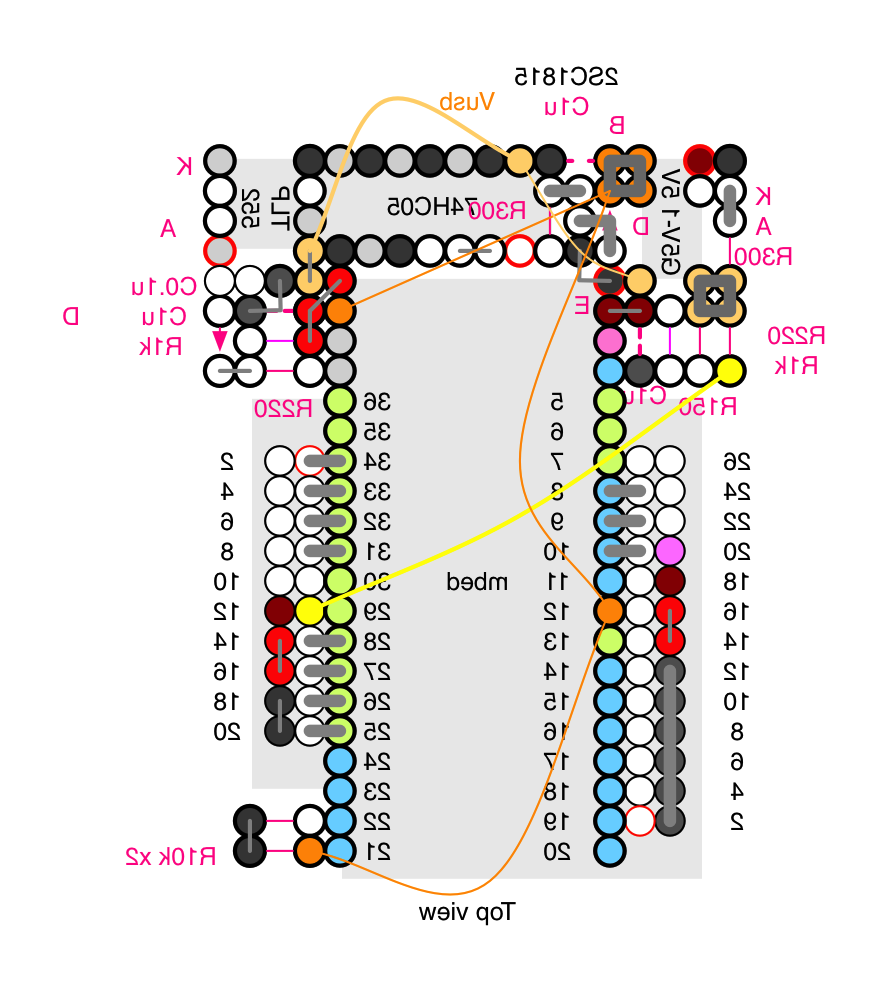 2SC1815
C1u
Vusb
B
K
TLP
552
74HC05
R300
G5V-1 5V
K
A
D
A
R300
C0.1u
D
C1u
E
R1k
R220
R1k
R220
C1u
R150
36
5
35
6
2
34
7
26
4
33
8
24
6
32
9
22
8
31
10
20
10
30
mbed
11
18
12
29
12
16
14
28
13
14
16
27
14
12
18
26
15
10
20
25
16
8
24
17
6
23
18
4
22
19
2
R10k x2
21
20
Top view